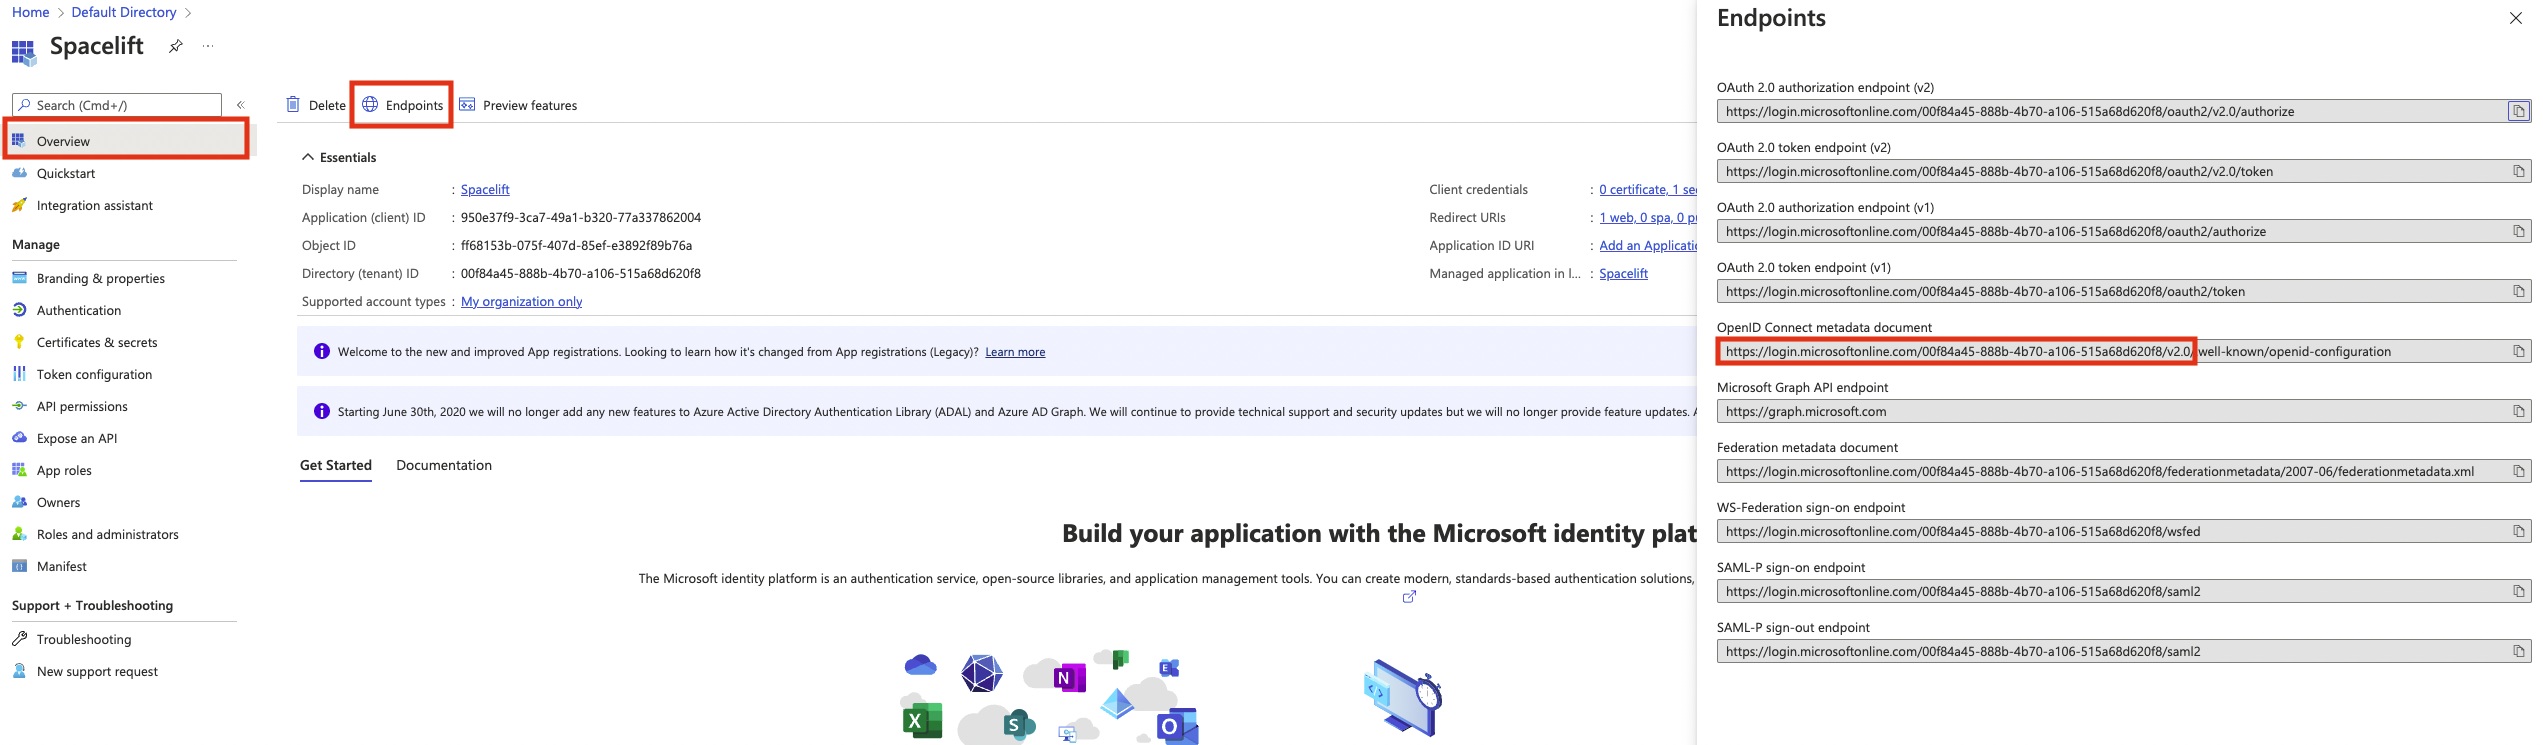 Home > Default Directory >
Spacelift
Search (Cmd+/)
Overview
Quickstart
Integration assistant
Manage
Branding & properties
Authentication
Certificates & secrets
Token configuration
API permissions
Expose an API
App roles
Owners
Roles and administrators
Manifest
Support + Troubleshooting
Troubleshooting
New support request
Delete Endpoints Preview features
Essentials
Display name : Spacelift
Application (client) ID : 950e37f9-3ca7-49a1-b320-77a337862004
Object ID : ff68153b-075f-407d-85ef-e3892f89b76a
Directory (tenant) ID : 00f84a45-888b-4b70-a106-515a68d620f8
Supported account types : My organization only
Client credentials : 0 certificate, 1 sec
Redirect URIs : 1 web, 0 spa, 0 pu
Application ID URI : Add an Applicatio
Managed application in l... : Spacelift
Welcome to the new and improved App registrations. Looking to learn how it's changed from App registrations (Legacy)? Learn more
Starting June 30th, 2020 we will no longer add any new features to Azure Active Directory Authentication Library (ADAL) and Azure AD Graph. We will continue to provide technical support and security updates but we will no longer provide feature updates.
Get Started Documentation
Build your application with the Microsoft identity plat
The Microsoft identity platform is an authentication service, open-source libraries, and application management tools. You can create modern, standards-based authentication solutions,
N
E
X
S
O
Endpoints
OAuth 2.0 authorization endpoint (v2)
https://login.microsoftonline.com/00f84a45-888b-4b70-a106-515a68d620f8/oauth2/v2.0/authorize
OAuth 2.0 token endpoint (v2)
https://login.microsoftonline.com/00f84a45-888b-4b70-a106-515a68d620f8/oauth2/v2.0/token
OAuth 2.0 authorization endpoint (v1)
https://login.microsoftonline.com/00f84a45-888b-4b70-a106-515a68d620f8/oauth2/authorize
OAuth 2.0 token endpoint (v1)
https://login.microsoftonline.com/00f84a45-888b-4b70-a106-515a68d620f8/oauth2/token
OpenID Connect metadata document
https://login.microsoftonline.com/00f84a45-888b-4b70-a106-515a68d620f8/v2.0/well-known/openid-configuration
Microsoft Graph API endpoint
https://graph.microsoft.com
Federation metadata document
https://login.microsoftonline.com/00f84a45-888b-4b70-a106-515a68d620f8/federationmetadata/2007-06/federationmetadata.xml
WS-Federation sign-on endpoint
https://login.microsoftonline.com/00f84a45-888b-4b70-a106-515a68d620f8/wsfed
SAML-P sign-on endpoint
https://login.microsoftonline.com/00f84a45-888b-4b70-a106-515a68d620f8/saml2
SAML-P sign-out endpoint
https://login.microsoftonline.com/00f84a45-888b-4b70-a106-515a68d620f8/saml2